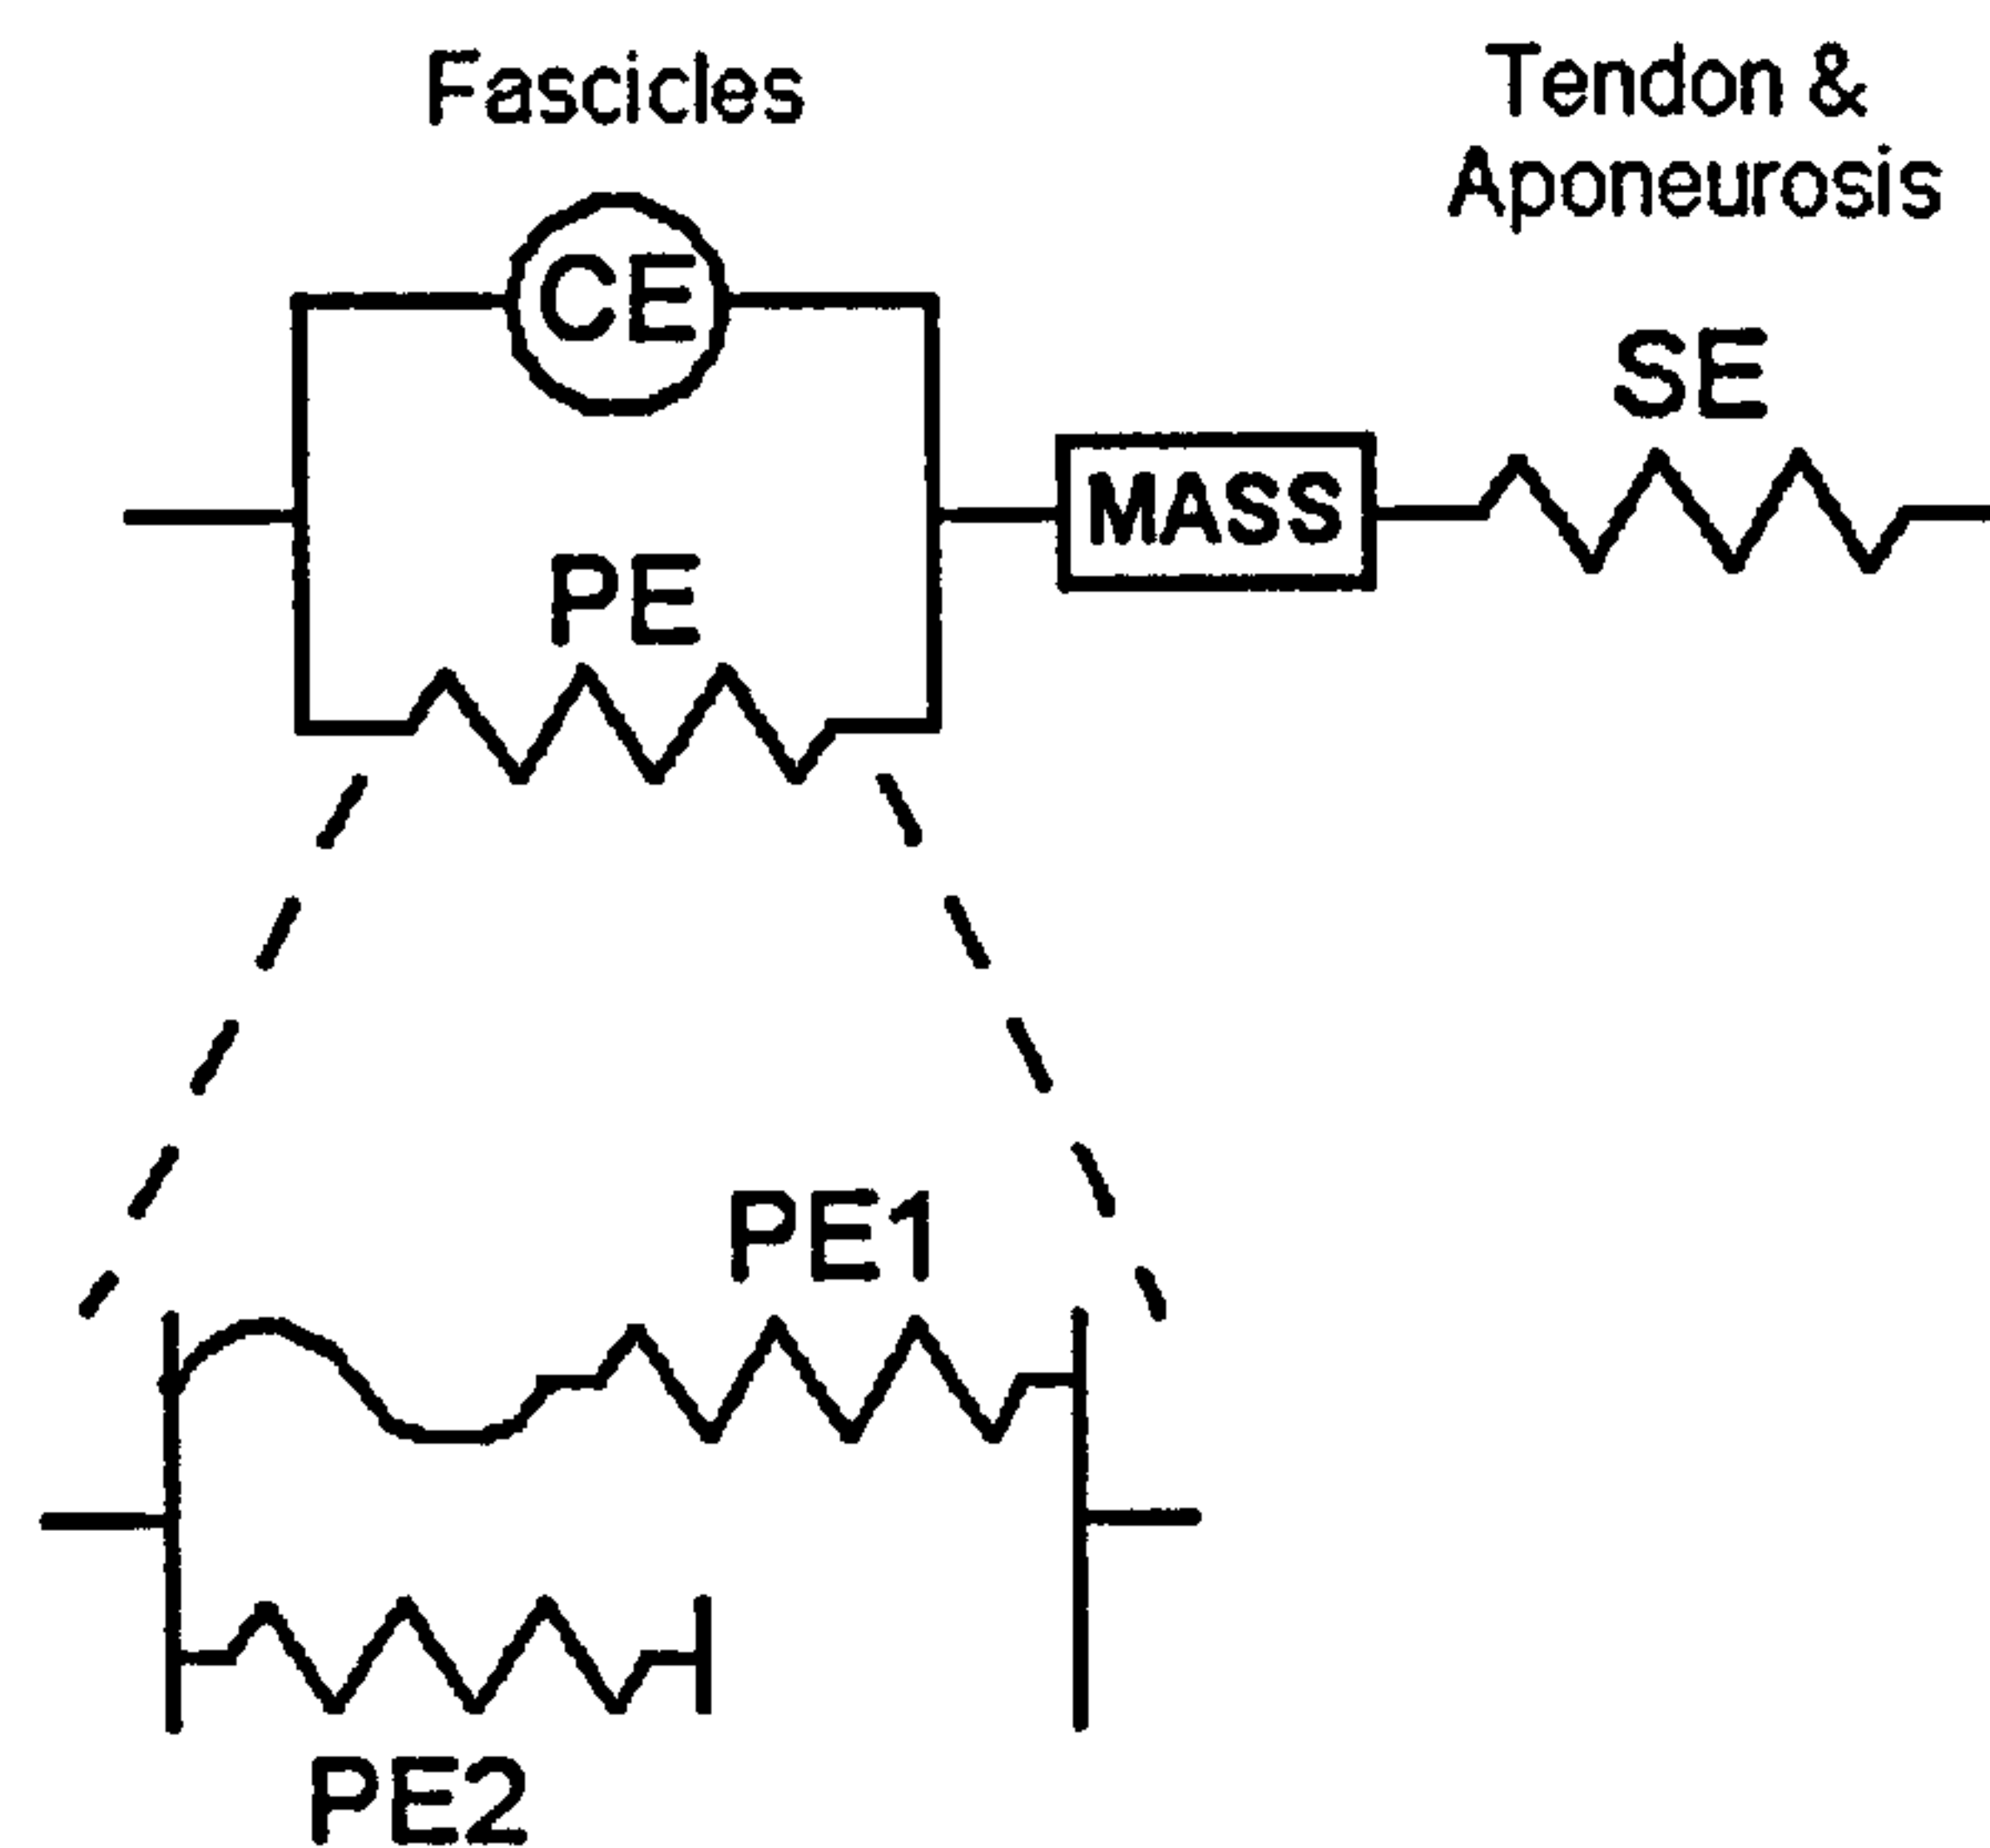 Fascicles
Tendon &
Aponeurosis
CE
SE
MASS
PE
PE1
PE2